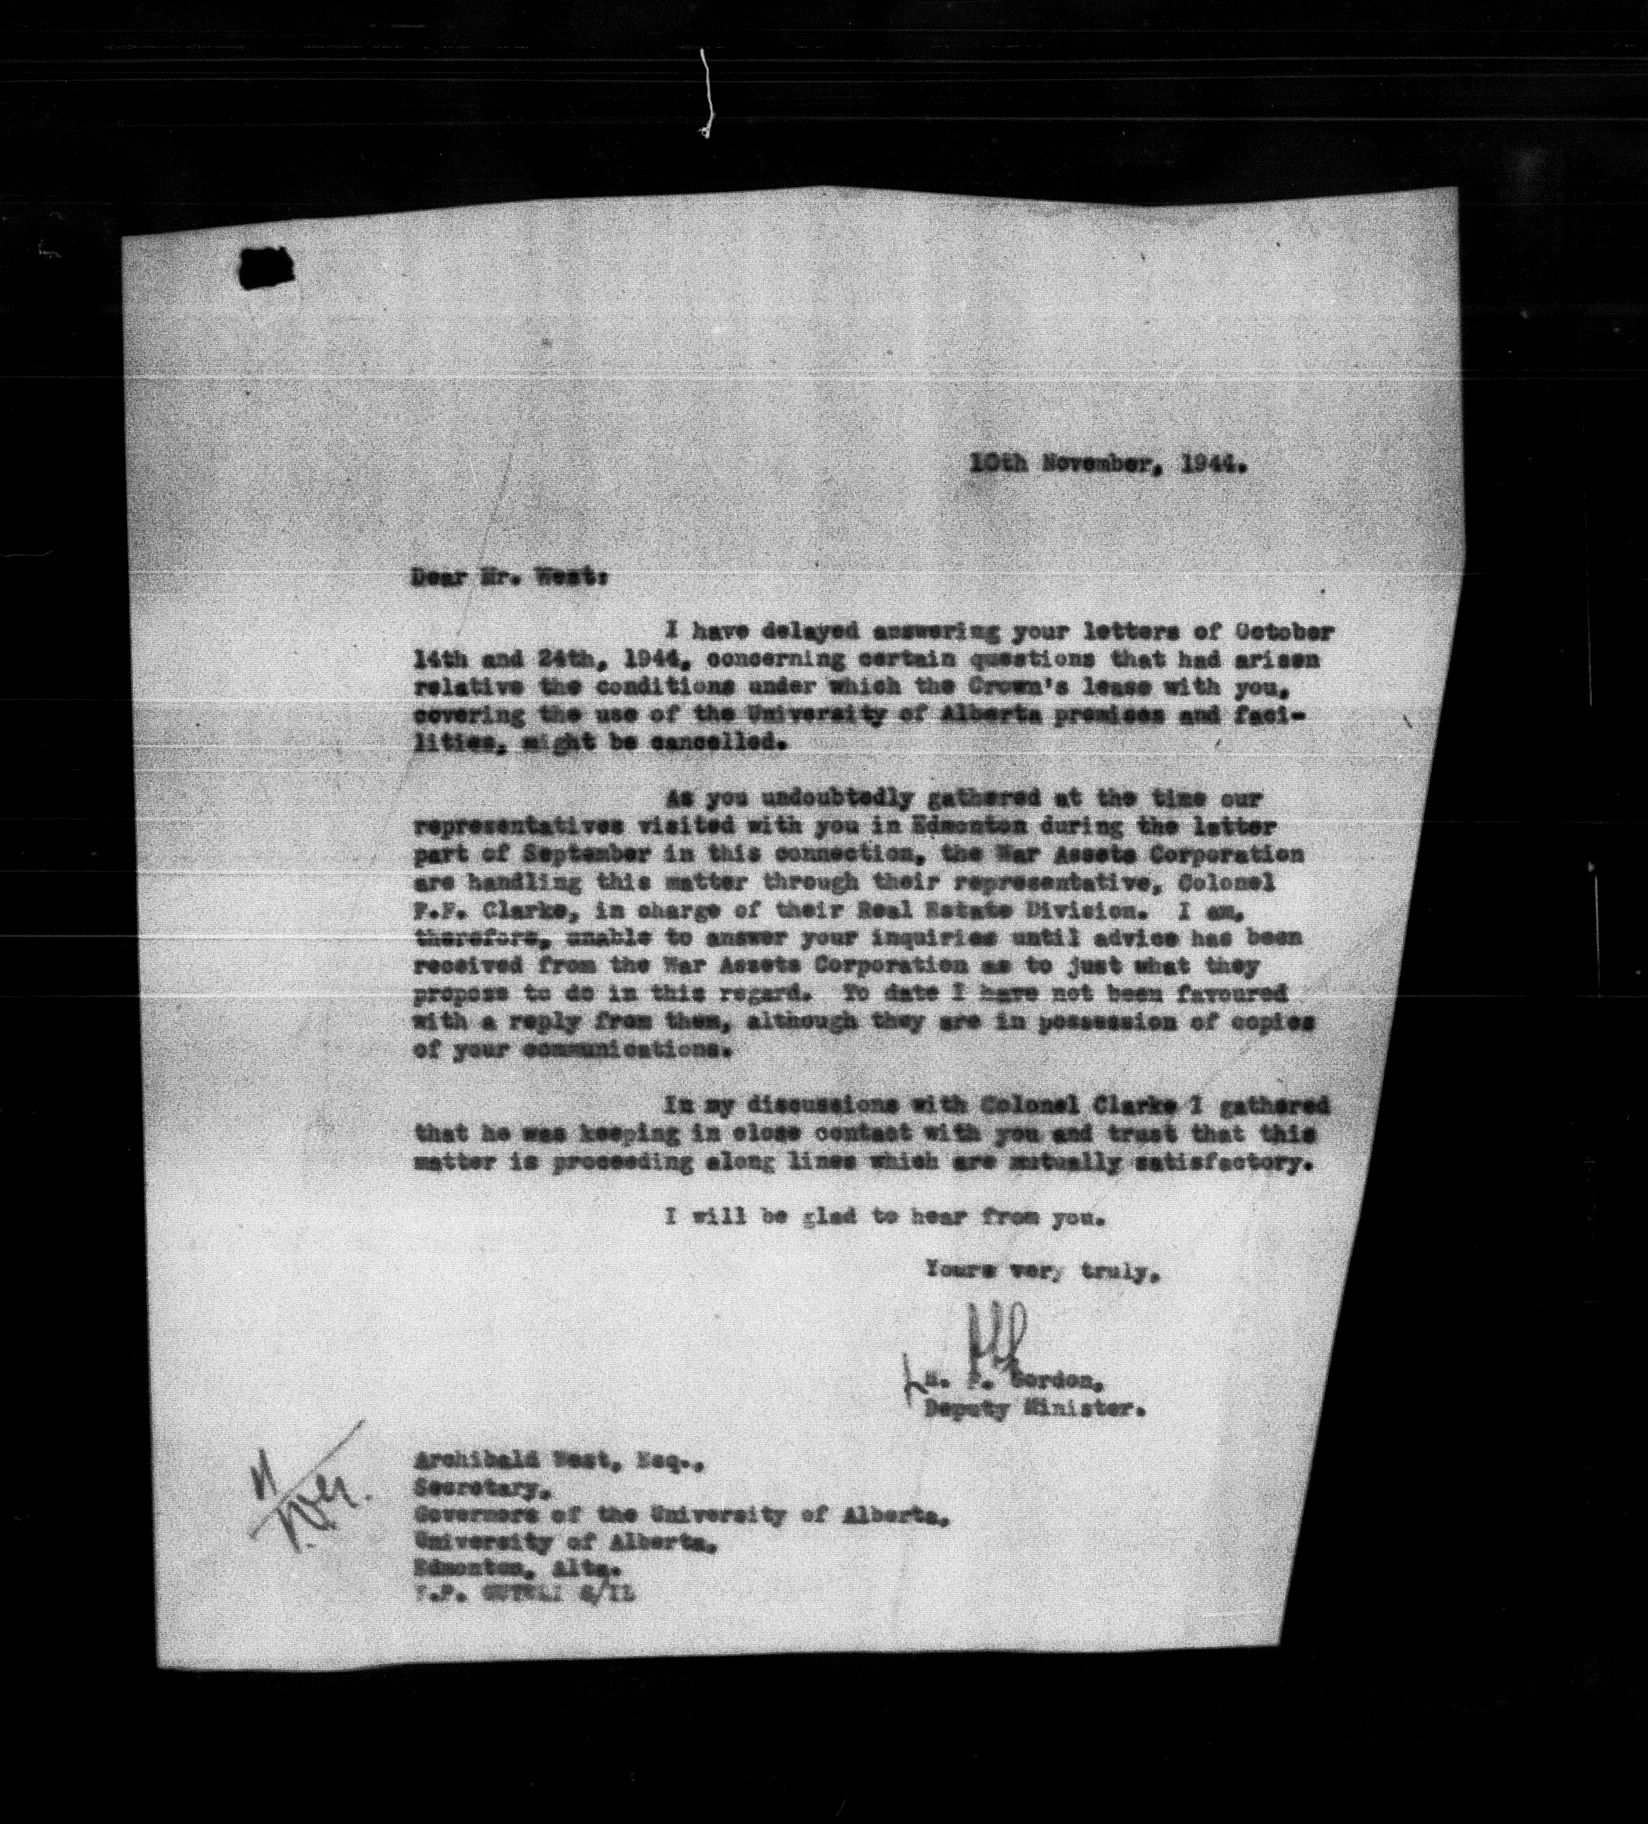 10th November, 1944.
Dear Mr. West:
I have delayed answering your letters of October
14th and 24th, 1944, concerning certain questions that had arisen
relative the conditions under which the Crown's lease with you,
covering the use of the University of Alberta premises and faci-
lities, might be cancelled.
As you undoubtedly gathered at the time our
representatives visited with you in Edmonton during the latter
part of September in this connection, the War Assets Corporation
are handling this matter through their representative, Colonel
F.F. Clarke, in charge of their Real Estate Division. I am,
therefore, unable to answer your inquiries until advice has been
received from the War Assets Corporation as to just what they
propose to do in this regard. To date I have not been favoured
with a reply from them, although they are in possession of copies
of your communications.
In my discussions with Colonel Clarke I gathered
that he was keeping in close contact with you and trust that this
matter is proceeding along lines which are mutually satisfactory.
I will be glad to hear from you.
Yours very truly,
H. F. Gordon,
Deputy Minister.
Archibald West, Esq.,
Secretary,
Governors of the University of Alberta,
University of Alberta,
Edmonton, Alta.